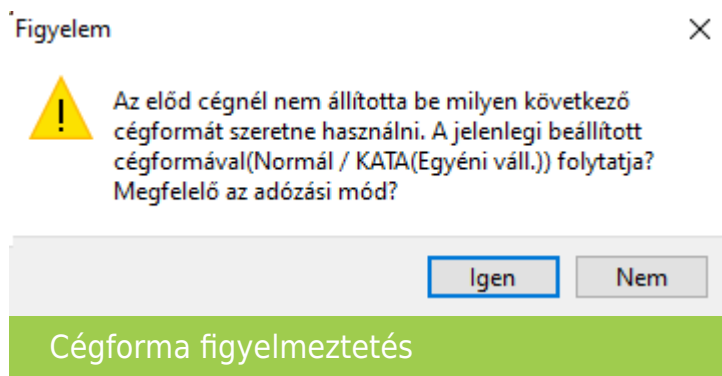 Figyelem
Az előd cégnél nem állította be milyen következő
cégformát szeretne használni. A jelenlegi beállított
cégformával(Normál / KATA(Egyéni váll.)) folytatja?
Megfelelő az adózási mód?
Igen Nem
Cégforma figyelmeztetés